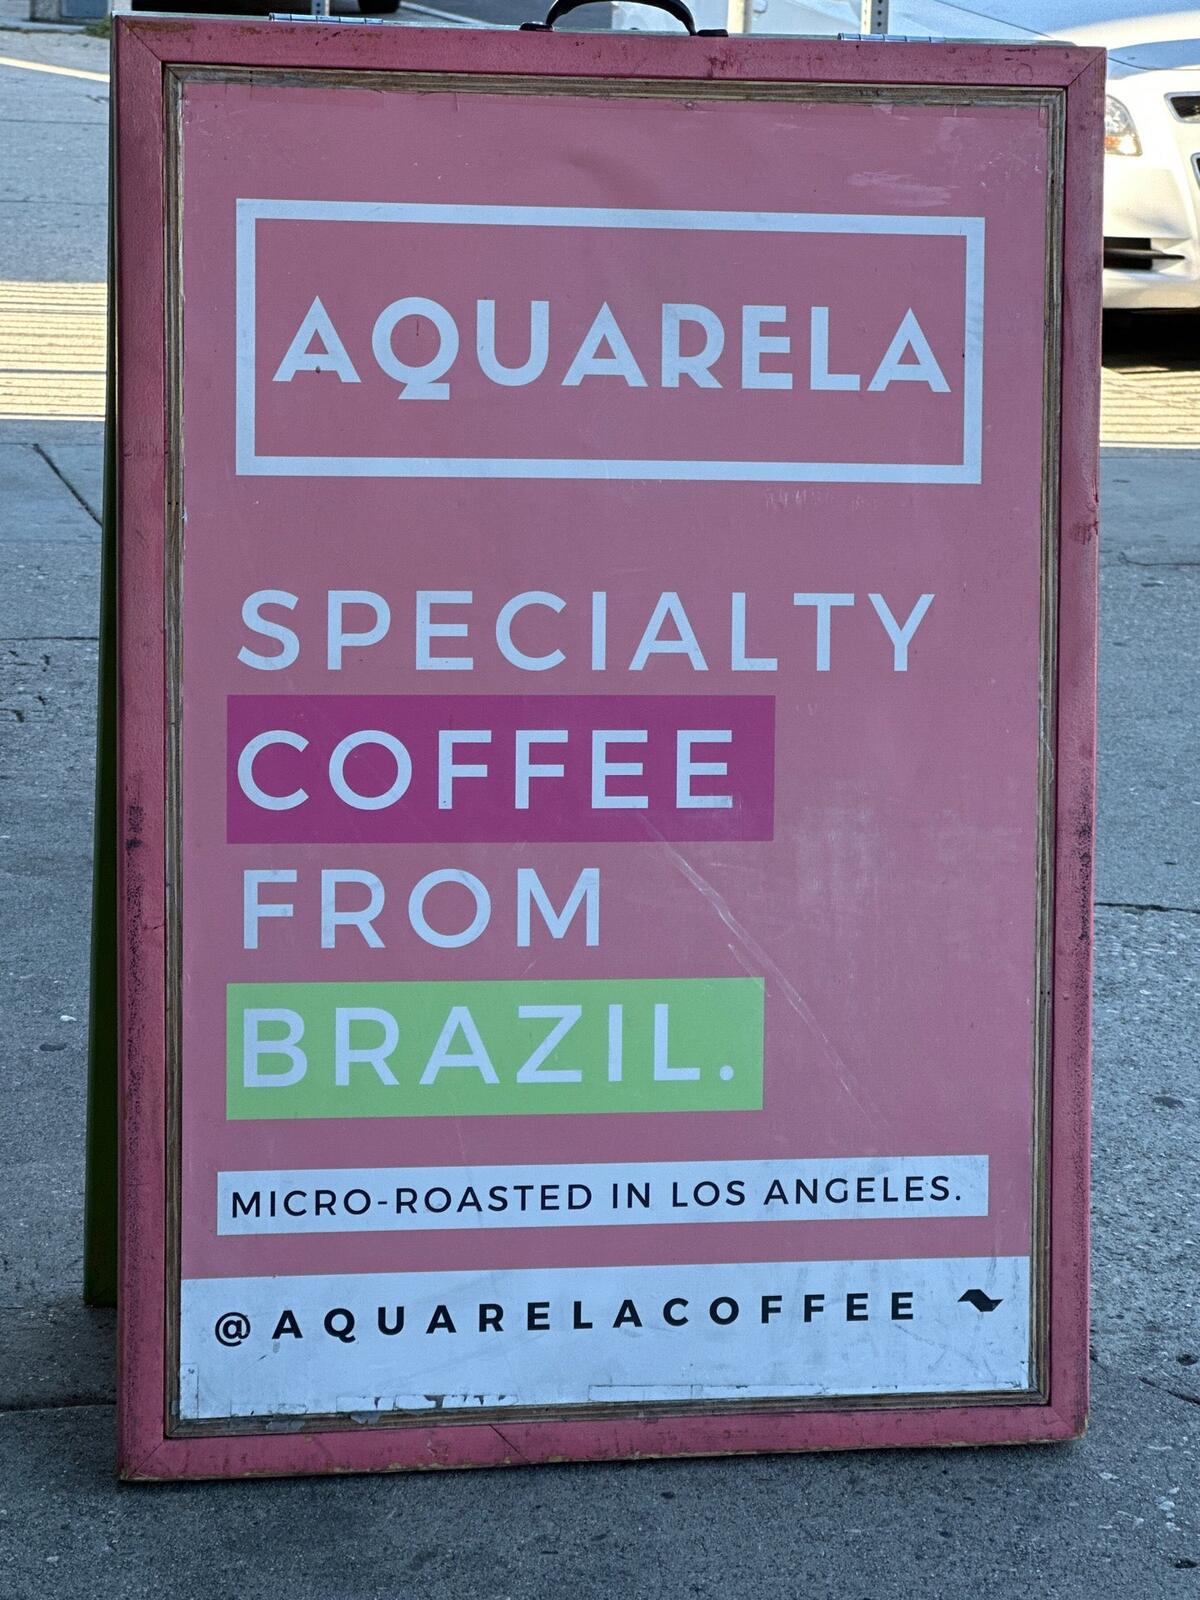 AQUARELA
SPECIALTY
COFFEE
FROM
BRAZIL.
MICRO-ROASTED IN LOS ANGELES.
@AQUARELACOFFEE